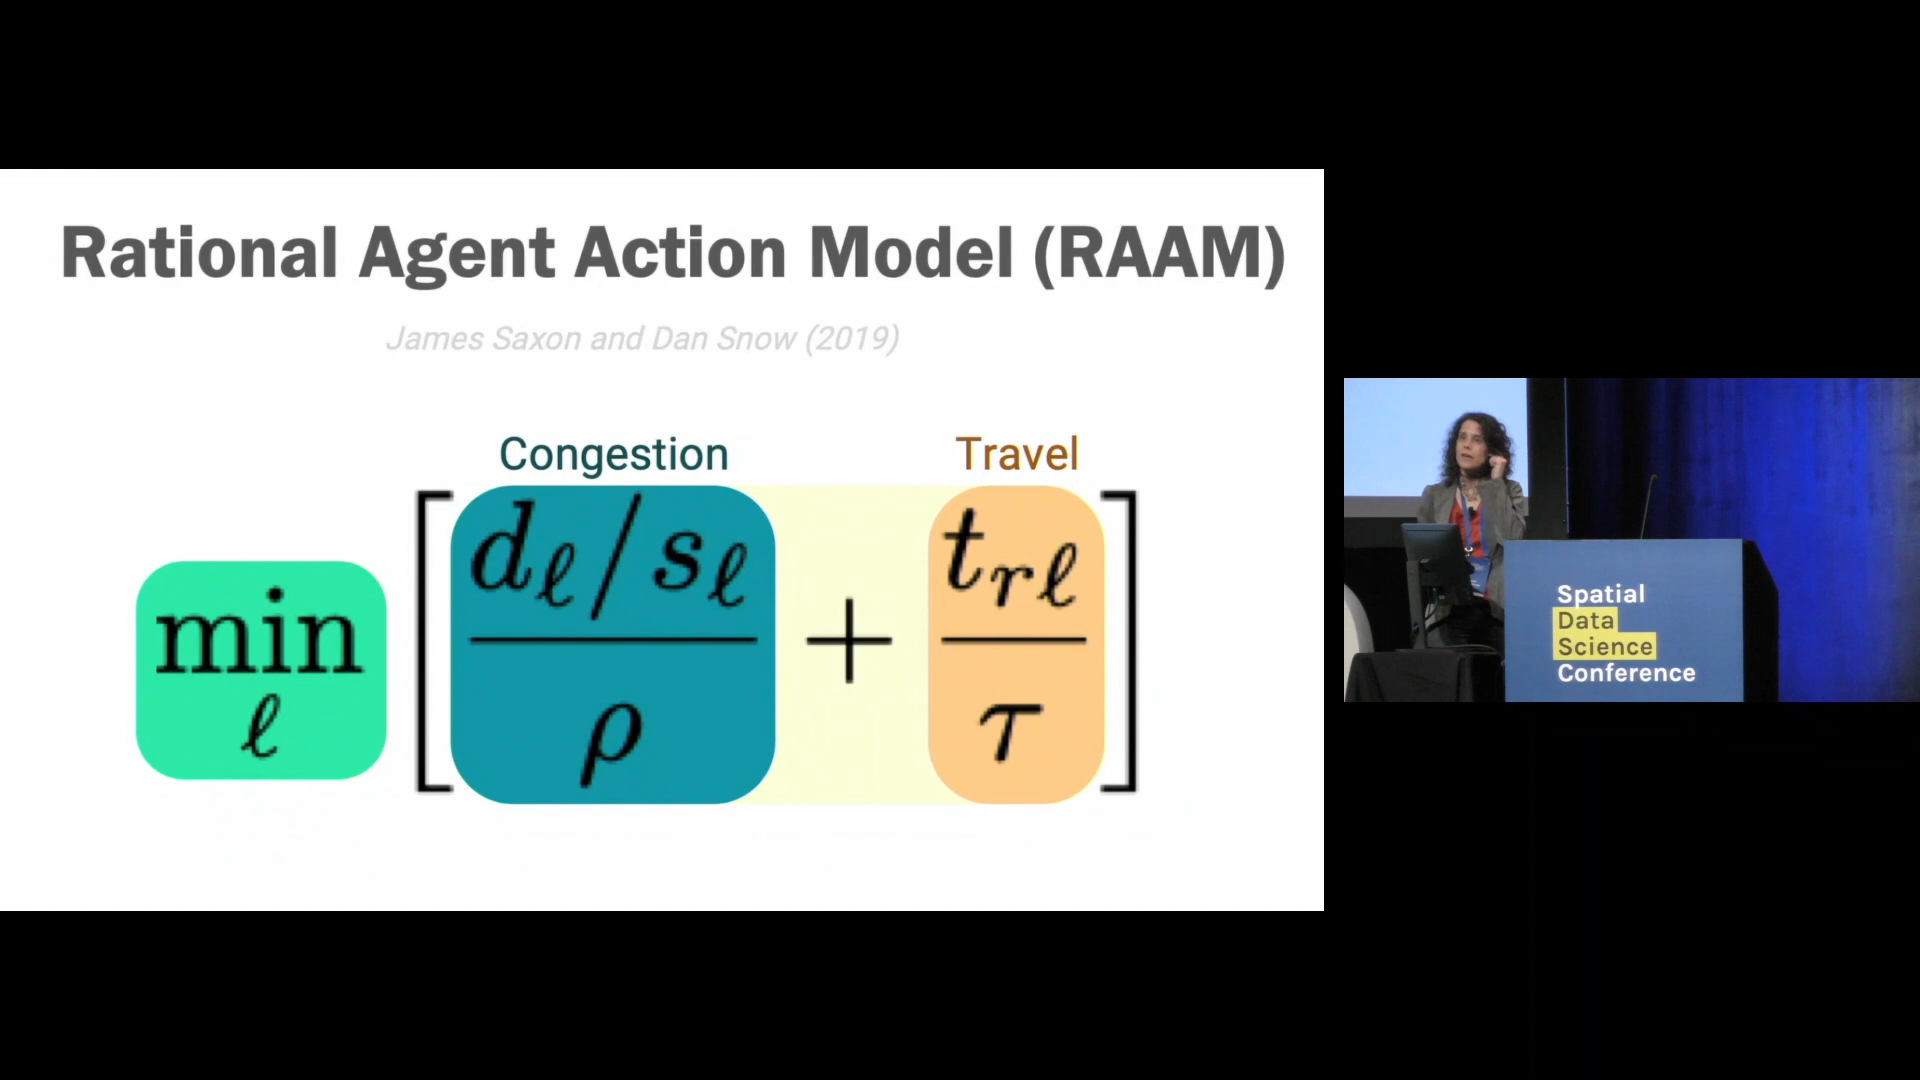 Rational Agent Action Model (RAAM)
James Saxon and Dan Snow (2019)
Congestion Travel
min ℓ [ dℓ/sℓ / ρ + trℓ / τ ]
Spatial
Data
Science
Conference